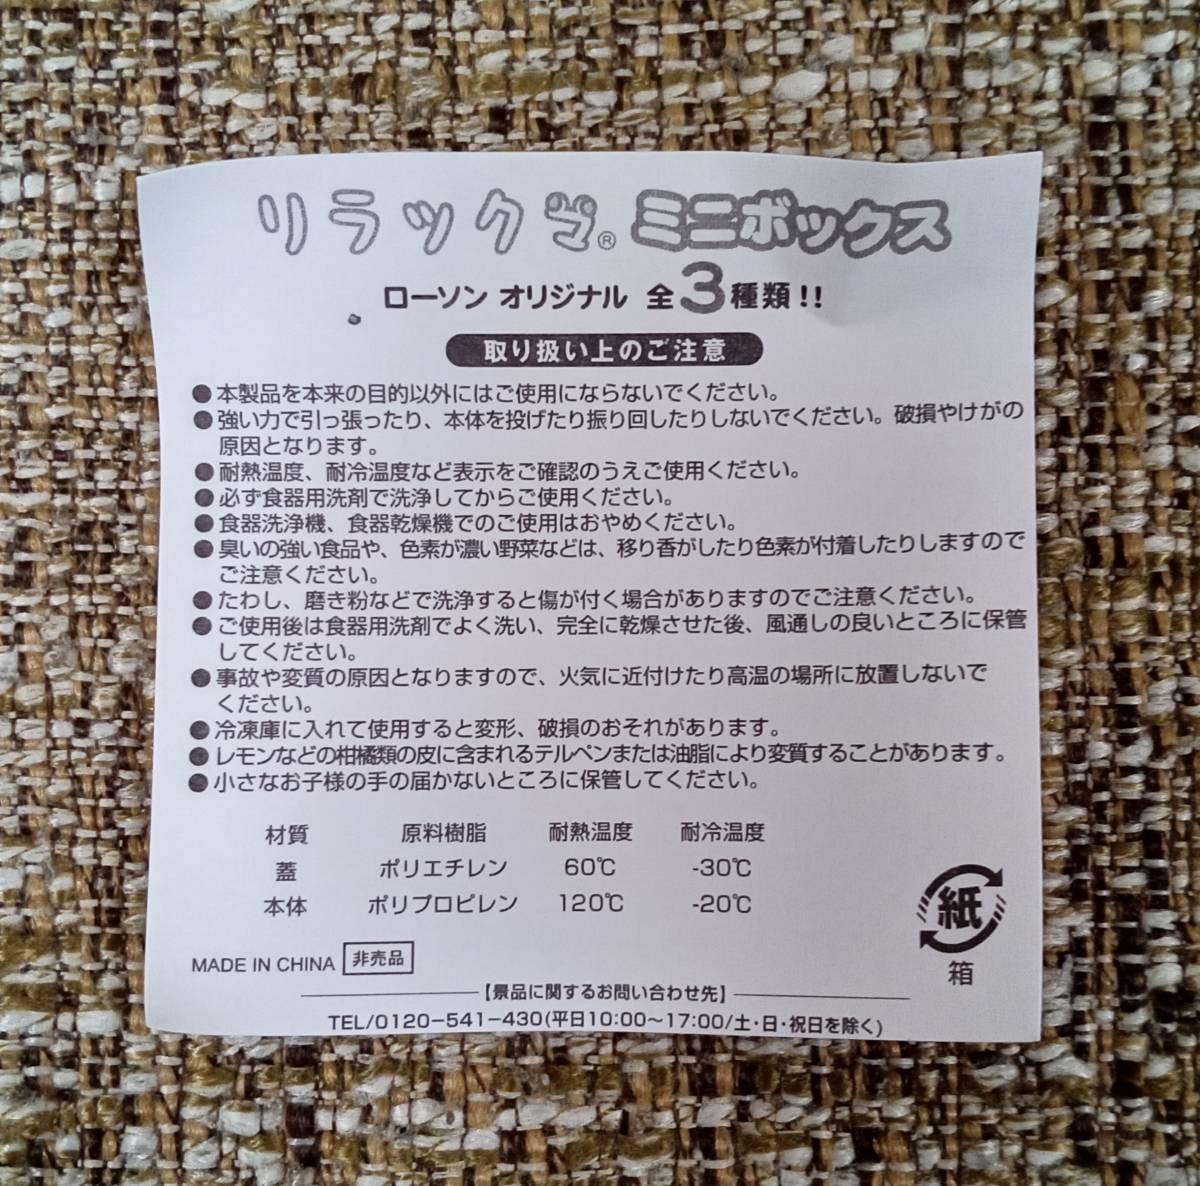 リラックマ® ミニボックス
ローソン オリジナル 全3種類!!
取り扱い上のご注意
●本製品を本来の目的以外にはご使用にならないでください。
●強い力で引っ張ったり、本体を投げたり振り回したりしないでください。破損やけがの
原因となります。
●耐熱温度、耐冷温度など表示をご確認のうえご使用ください。
●必ず食器用洗剤で洗浄してからご使用ください。
●食器洗浄機、食器乾燥機でのご使用はおやめください。
●臭いの強い食品や、色素が濃い野菜などは、移り香がしたり色素が付着したりしますので
ご注意ください。
●たわし、磨き粉などで洗浄すると傷が付く場合がありますのでご注意ください。
●ご使用後は食器用洗剤でよく洗い、完全に乾燥させた後、風通しの良いところに保管
してください。
●事故や変質の原因となりますので、火気に近付けたり高温の場所に放置しないで
ください。
●冷凍庫に入れて使用すると変形、破損のおそれがあります。
●レモンなどの柑橘類の皮に含まれるテルペンまたは油脂により変質することがあります。
●小さなお子様の手の届かないところに保管してください。
材質 原料樹脂 耐熱温度 耐冷温度
蓋 ポリエチレン 60℃ -30℃
本体 ポリプロピレン 120℃ -20℃
紙
箱
MADE IN CHINA 非売品
【景品に関するお問い合わせ先】
TEL/0120-541-430(平日10:00〜17:00/土・日・祝日を除く)